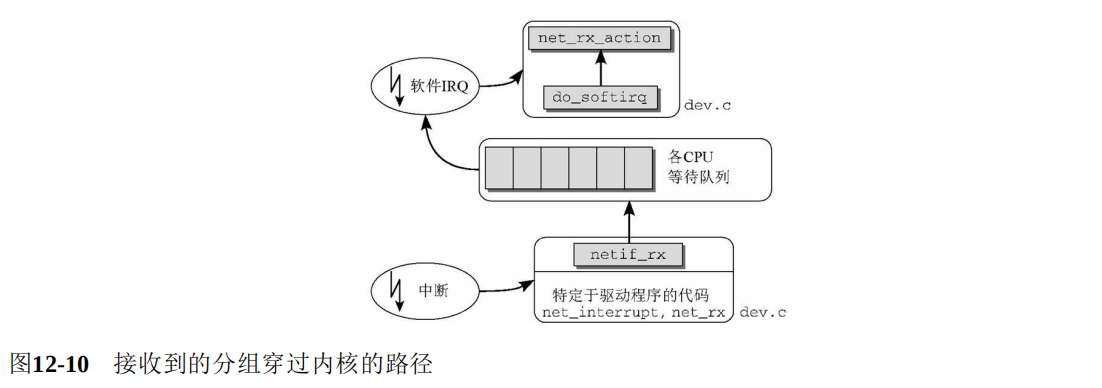 net_rx_action
软件IRQ
do_softirq
dev.c
各CPU
等待队列
netif_rx
中断
特定于驱动程序的代码
net_interrupt, net_rx
dev.c
图12-10 接收到的分组穿过内核的路径